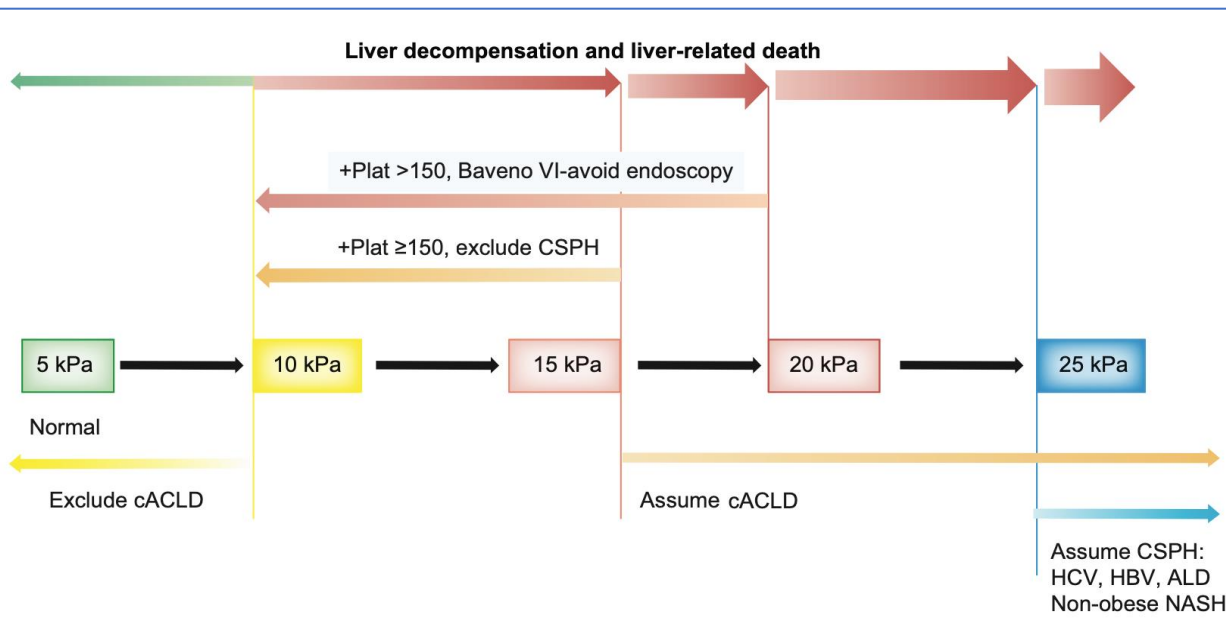 Liver decompensation and liver-related death
+Plat >150, Baveno VI-avoid endoscopy
+Plat ≥150, exclude CSPH
5 kPa
10 kPa
15 kPa
20 kPa
25 kPa
Normal
Exclude cACLD
Assume cACLD
Assume CSPH:
HCV, HBV, ALD
Non-obese NASH